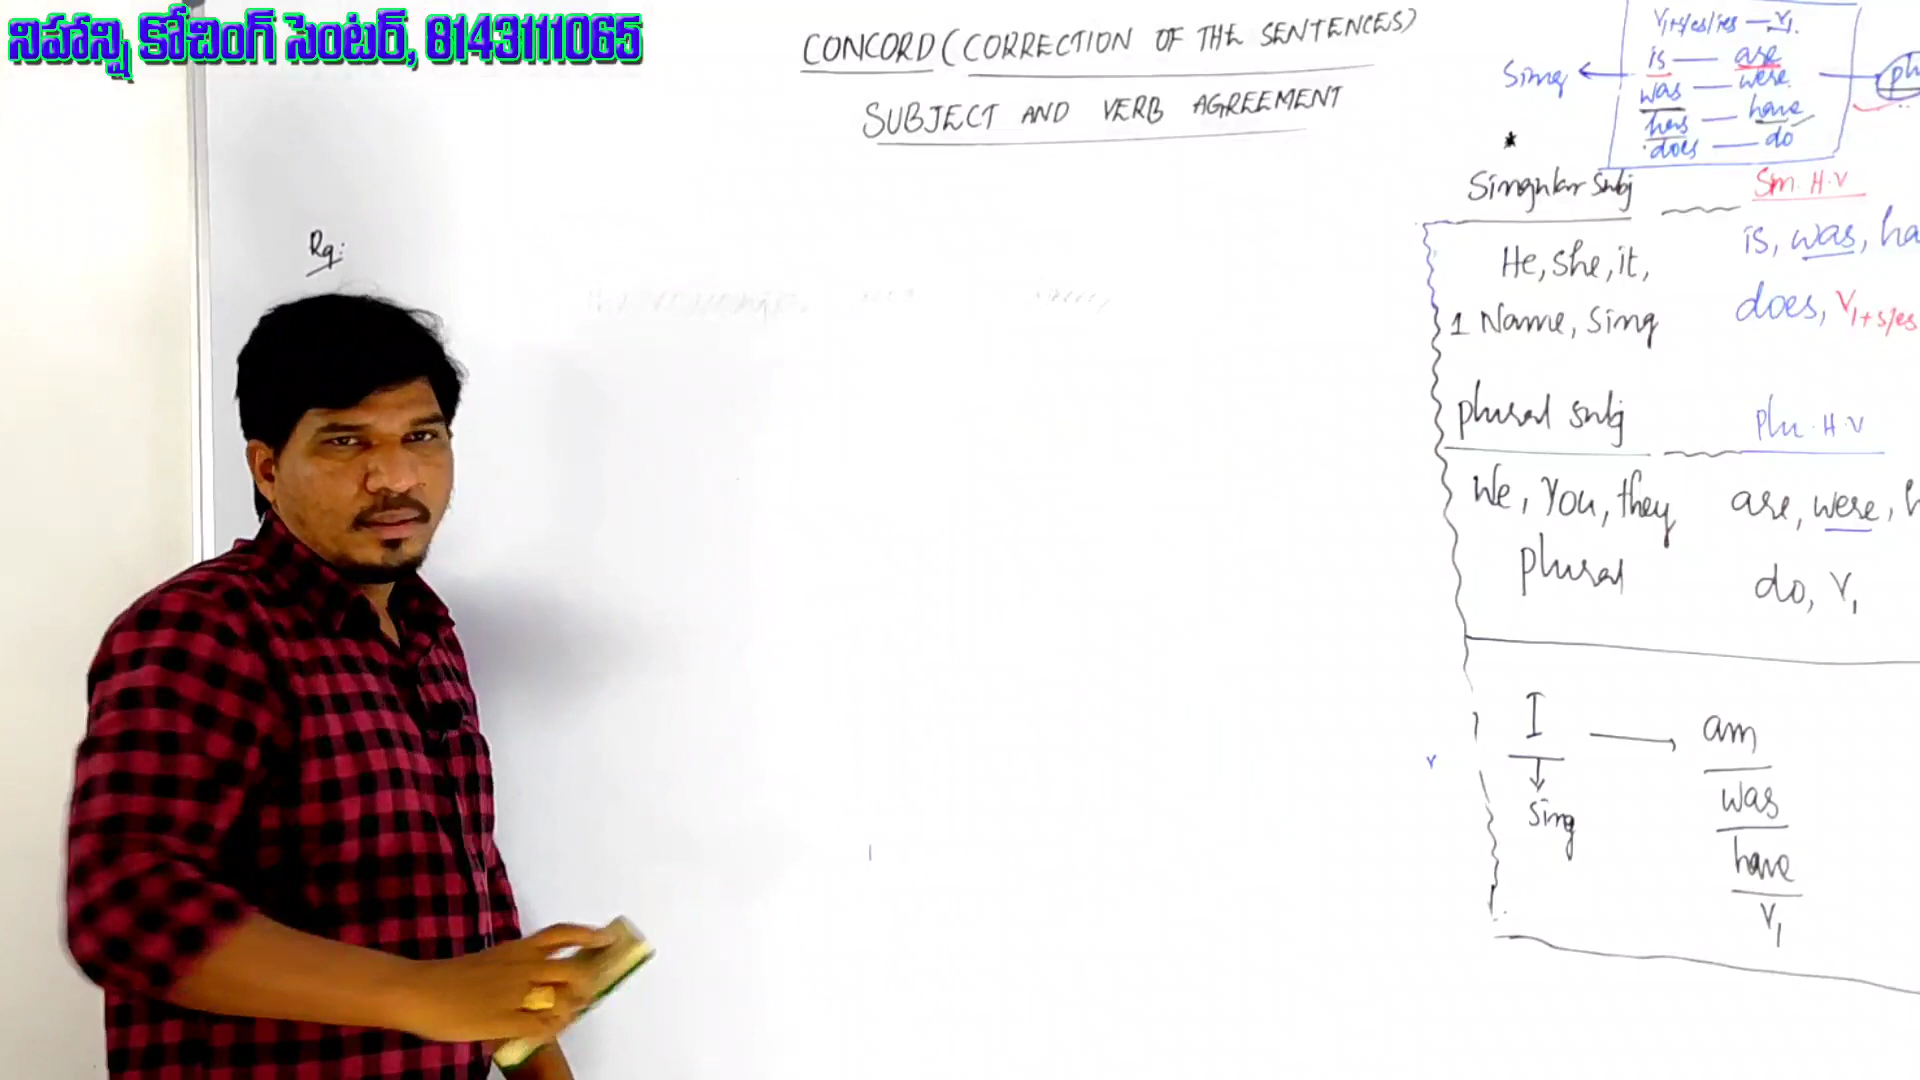 నిహాన్షి కోచింగ్ సెంటర్, 8143111065
CONCORD (CORRECTION OF THE SENTENCES)
SUBJECT AND VERB AGREEMENT
Rq:
V1+s/es/ies — V1.
Sing ← is — are
was — were
has — have
does — do
*
Singular Subj
Sin. H.V
He, She, it,
is, was, ha
1 Name, Sing
does, V1+s/es
plural subj
Plu. H.V
We, You, they
are, were, h
plural
do, V1
I → am
Sing
was
have
V1